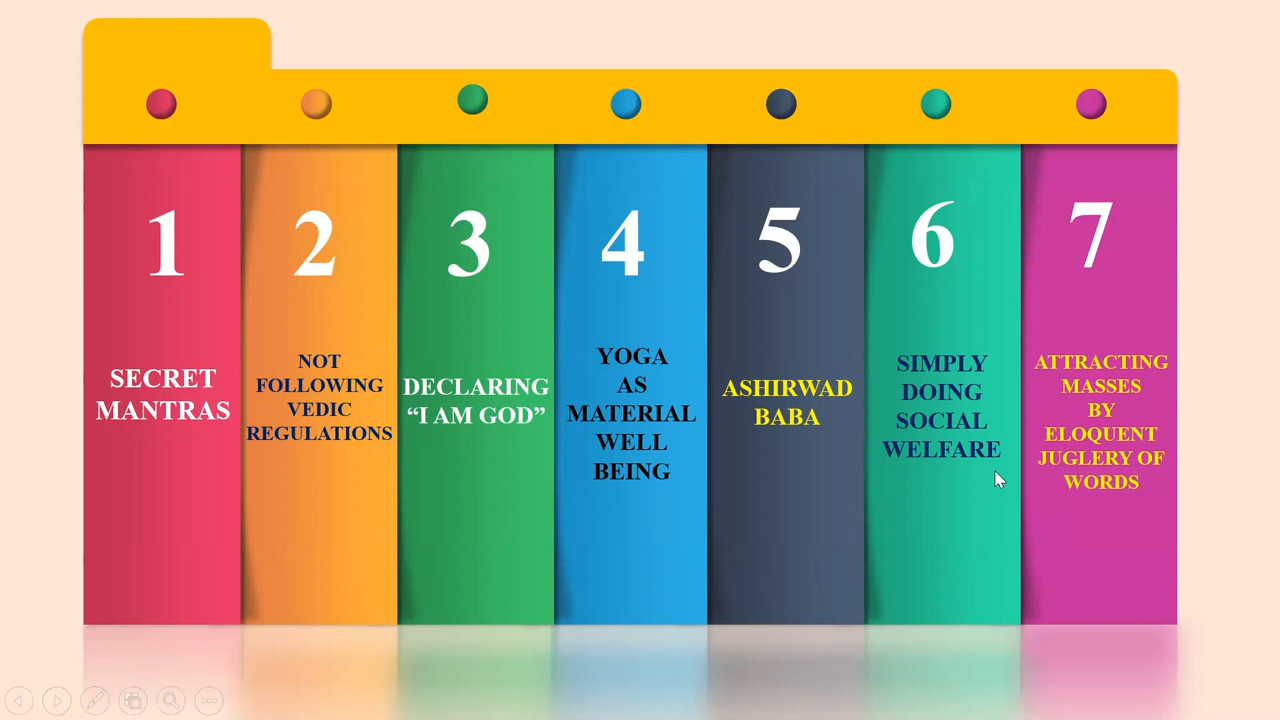 1
SECRET
MANTRAS
2
NOT
FOLLOWING
VEDIC
REGULATIONS
3
DECLARING
“I AM GOD”
4
YOGA
AS
MATERIAL
WELL
BEING
5
ASHIRWAD
BABA
6
SIMPLY
DOING
SOCIAL
WELFARE
7
ATTRACTING
MASSES
BY
ELOQUENT
JUGLERY OF
WORDS